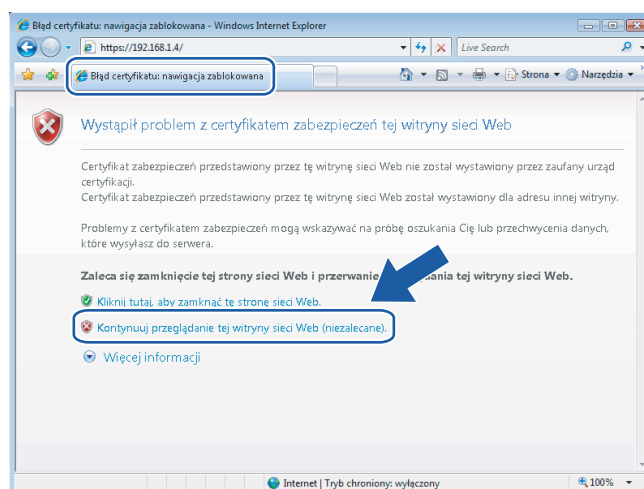 Błąd certyfikatu: nawigacja zablokowana - Windows Internet Explorer
https://192.168.1.4/
Live Search
Błąd certyfikatu: nawigacja zablokowana
Strona
Narzędzia
Wystąpił problem z certyfikatem zabezpieczeń tej witryny sieci Web
Certyfikat zabezpieczeń przedstawiony przez tę witrynę sieci Web nie został wystawiony przez zaufany urząd
certyfikacji.
Certyfikat zabezpieczeń przedstawiony przez tę witrynę sieci Web został wystawiony dla adresu innej witryny.
Problemy z certyfikatem zabezpieczeń mogą wskazywać na próbę oszukania Cię lub przechwycenia danych,
które wysyłasz do serwera.
Zaleca się zamknięcie tej strony sieci Web i przerwanie tej witryny sieci Web.
Kliknij tutaj, aby zamknąć tę stronę sieci Web.
Kontynuuj przeglądanie tej witryny sieci Web (niezalecane).
Więcej informacji
Internet | Tryb chroniony: wyłączony
100%